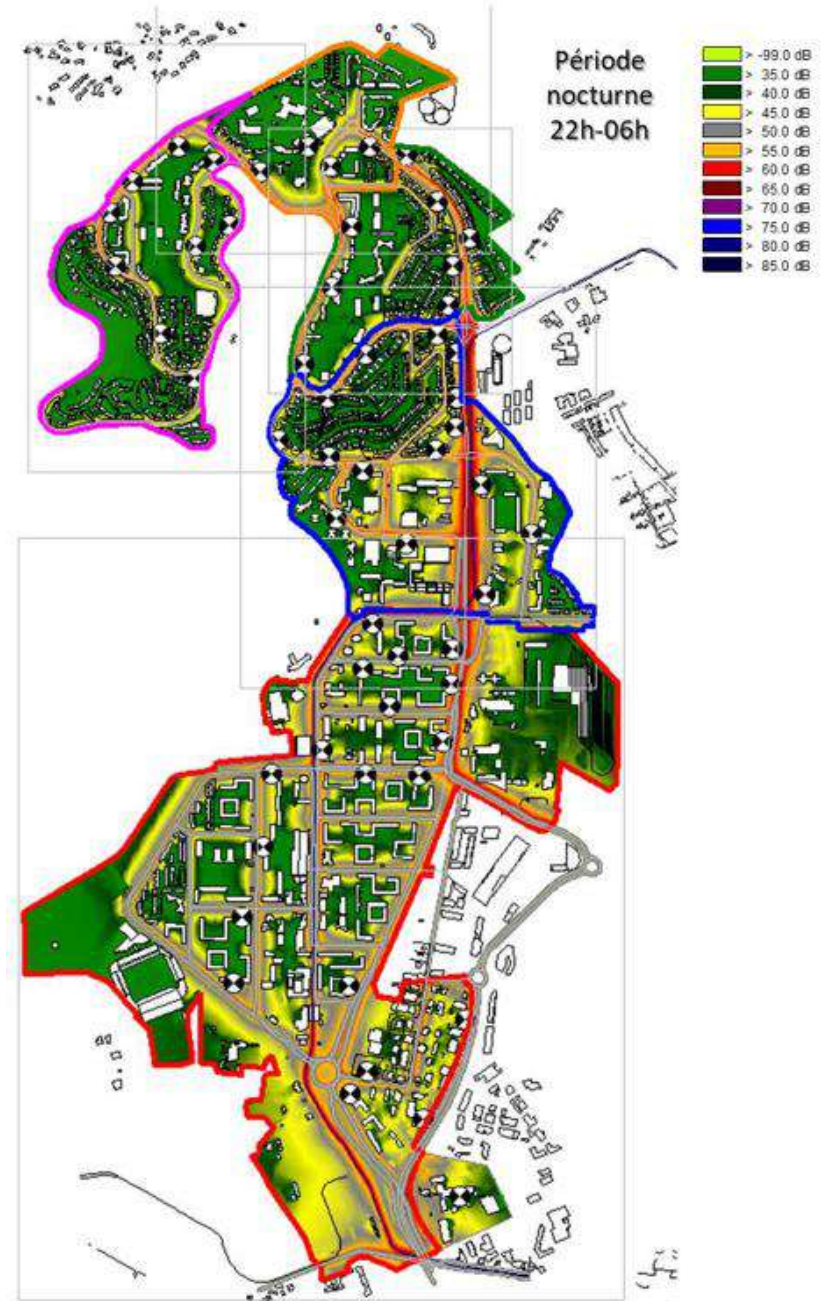 Période
nocturne
22h-06h
> -99.0 dB
> 35.0 dB
> 40.0 dB
> 45.0 dB
> 50.0 dB
> 55.0 dB
> 60.0 dB
> 65.0 dB
> 70.0 dB
> 75.0 dB
> 80.0 dB
> 85.0 dB